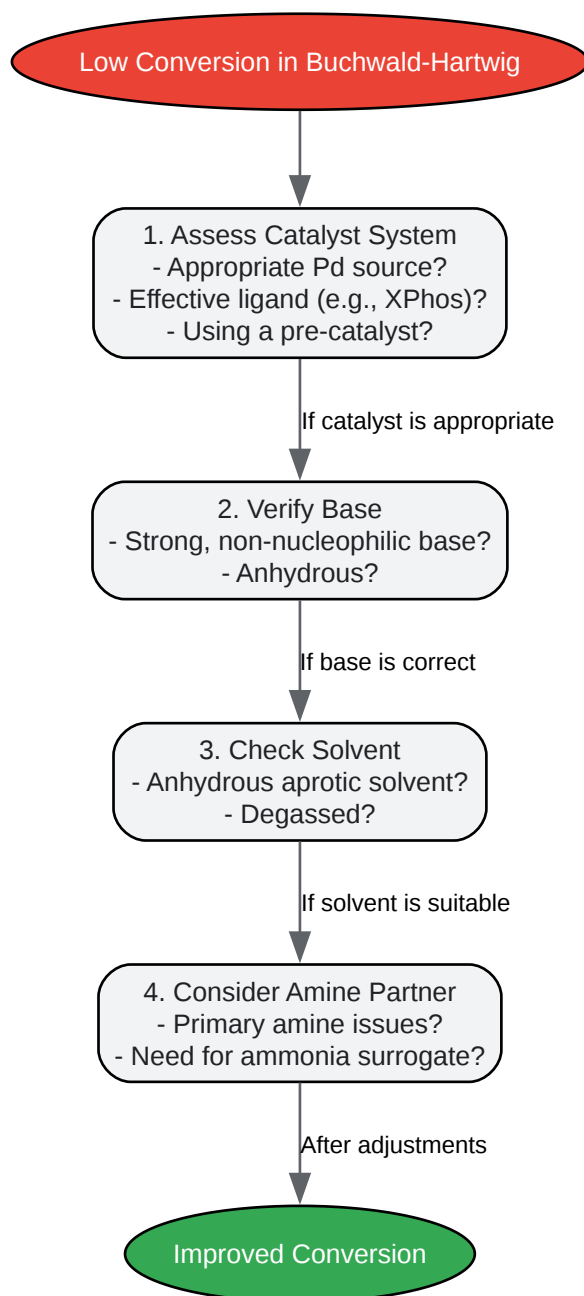 Low Conversion in Buchwald-Hartwig
1. Assess Catalyst System
- Appropriate Pd source?
- Effective ligand (e.g., XPhos)?
- Using a pre-catalyst?
If catalyst is appropriate
2. Verify Base
- Strong, non-nucleophilic base?
- Anhydrous?
If base is correct
3. Check Solvent
- Anhydrous aprotic solvent?
- Degassed?
If solvent is suitable
4. Consider Amine Partner
- Primary amine issues?
- Need for ammonia surrogate?
After adjustments
Improved Conversion